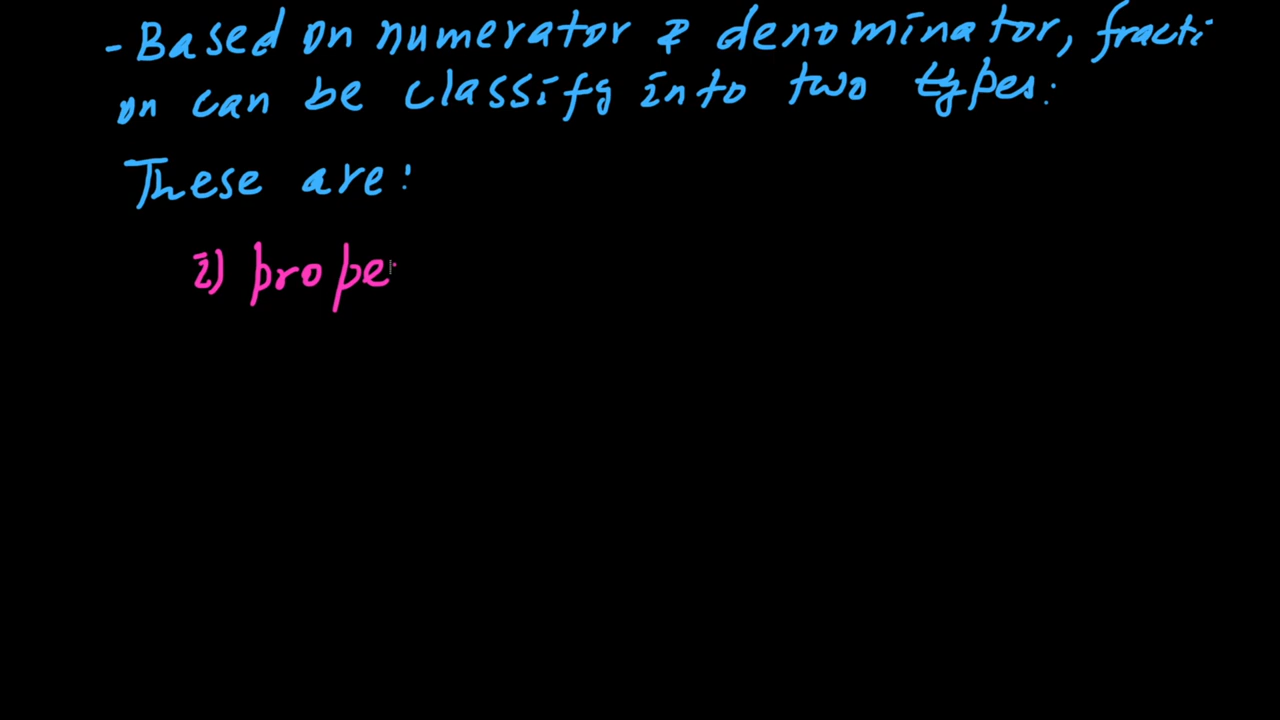 - Based on numerator & denominator, fracti
on can be classify into two types:
These are:
i) prope